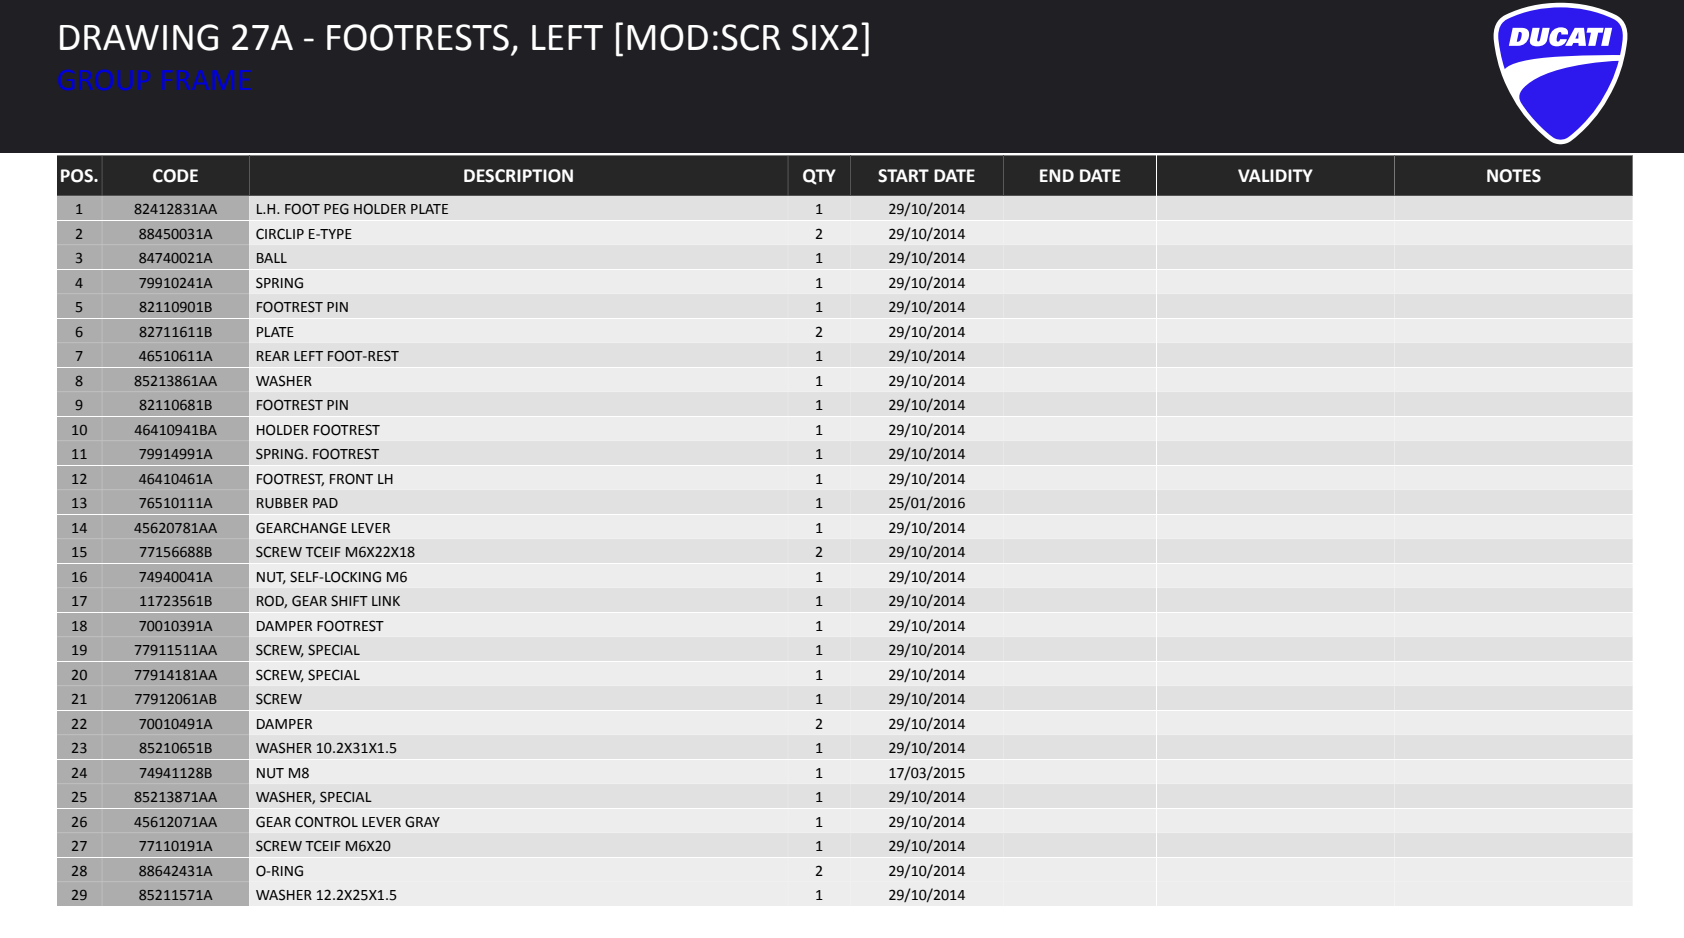 DRAWING 27A - FOOTRESTS, LEFT [MOD:SCR SIX2]
GROUP FRAME
DUCATI
POS. CODE DESCRIPTION QTY START DATE END DATE VALIDITY NOTES
1 82412831AA L.H. FOOT PEG HOLDER PLATE 1 29/10/2014
2 88450031A CIRCLIP E-TYPE 2 29/10/2014
3 84740021A BALL 1 29/10/2014
4 79910241A SPRING 1 29/10/2014
5 82110901B FOOTREST PIN 1 29/10/2014
6 82711611B PLATE 2 29/10/2014
7 46510611A REAR LEFT FOOT-REST 1 29/10/2014
8 85213861AA WASHER 1 29/10/2014
9 82110681B FOOTREST PIN 1 29/10/2014
10 46410941BA HOLDER FOOTREST 1 29/10/2014
11 79914991A SPRING. FOOTREST 1 29/10/2014
12 46410461A FOOTREST, FRONT LH 1 29/10/2014
13 76510111A RUBBER PAD 1 25/01/2016
14 45620781AA GEARCHANGE LEVER 1 29/10/2014
15 77156688B SCREW TCEIF M6X22X18 2 29/10/2014
16 74940041A NUT, SELF-LOCKING M6 1 29/10/2014
17 11723561B ROD, GEAR SHIFT LINK 1 29/10/2014
18 70010391A DAMPER FOOTREST 1 29/10/2014
19 77911511AA SCREW, SPECIAL 1 29/10/2014
20 77914181AA SCREW, SPECIAL 1 29/10/2014
21 77912061AB SCREW 1 29/10/2014
22 70010491A DAMPER 2 29/10/2014
23 85210651B WASHER 10.2X31X1.5 1 29/10/2014
24 74941128B NUT M8 1 17/03/2015
25 85213871AA WASHER, SPECIAL 1 29/10/2014
26 45612071AA GEAR CONTROL LEVER GRAY 1 29/10/2014
27 77110191A SCREW TCEIF M6X20 1 29/10/2014
28 88642431A O-RING 2 29/10/2014
29 85211571A WASHER 12.2X25X1.5 1 29/10/2014